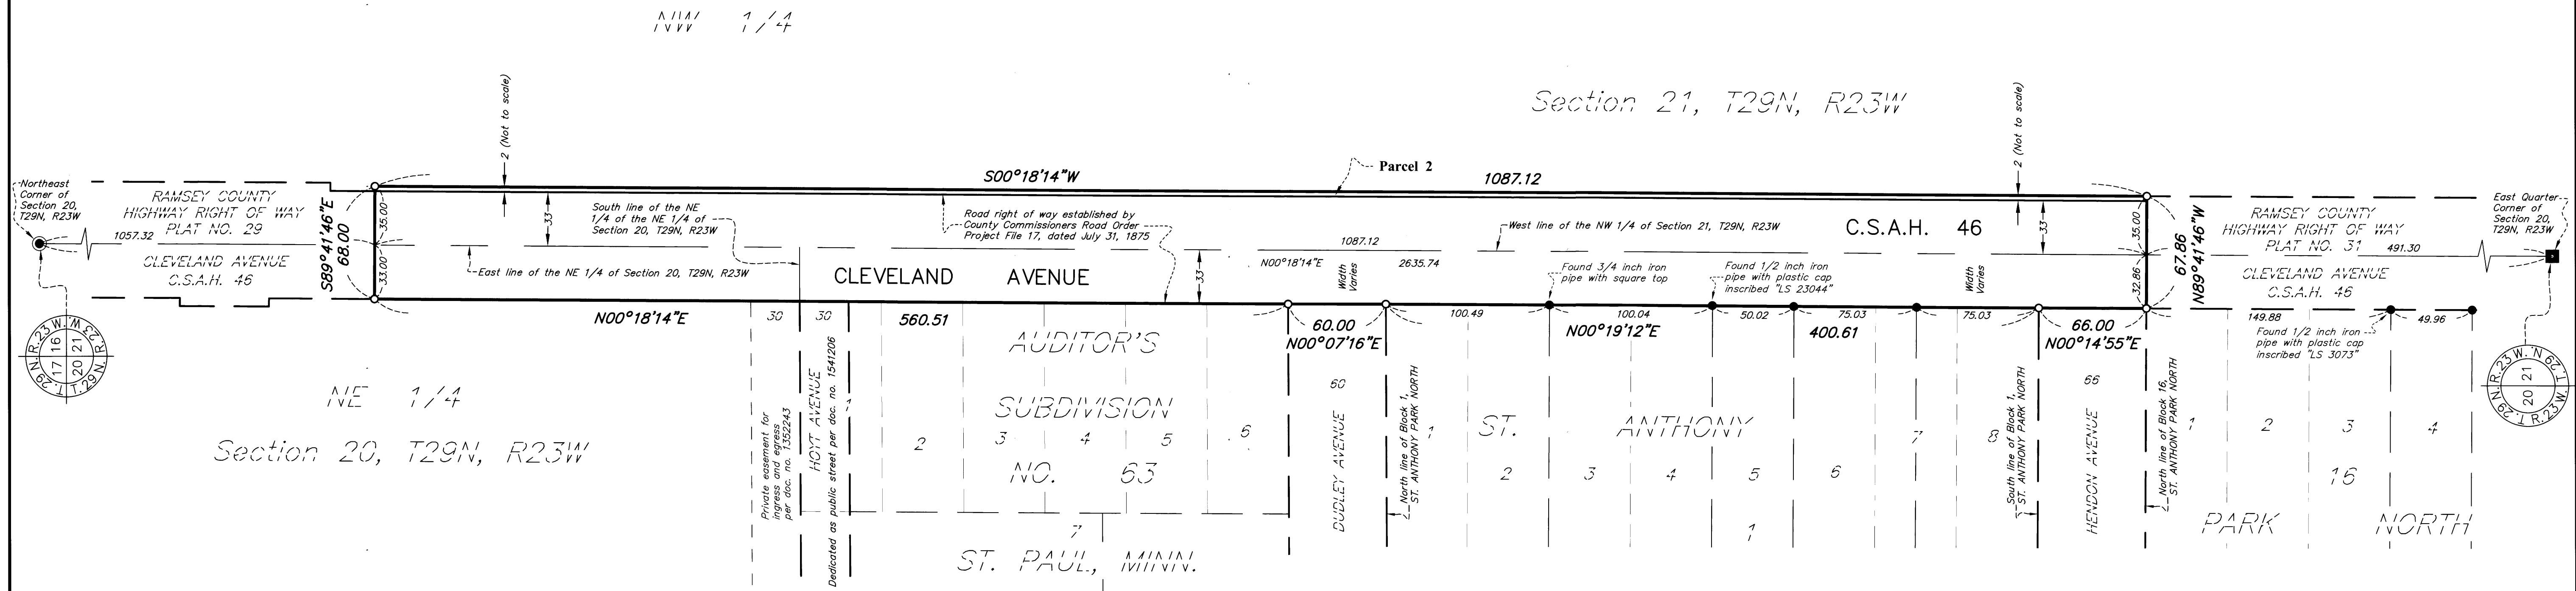 NW 1/4
Section 21, T29N, R23W
2 (Not to scale)
2 (Not to scale)
Parcel 2
S00°18'14"W
1087.12
Northeast
Corner of
Section 20,
T29N, R23W
RAMSEY COUNTY
HIGHWAY RIGHT OF WAY
PLAT NO. 29
1057.32
CLEVELAND AVENUE
C.S.A.H. 46
S89°41'46"E
68.00
35.00
33.00
33
South line of the NE
1/4 of the NE 1/4 of
Section 20, T29N, R23W
East line of the NE 1/4 of Section 20, T29N, R23W
Road right of way established by
County Commissioners Road Order
Project File 17, dated July 31, 1875
CLEVELAND AVENUE
33
1087.12
N00°18'14"E
2635.74
Width
Varies
West line of the NW 1/4 of Section 21, T29N, R23W
C.S.A.H. 46
33
Found 3/4 inch iron
pipe with square top
Found 1/2 inch iron
pipe with plastic cap
inscribed "LS 23044"
Width
Varies
35.00
32.86
67.86
N89°41'46"W
RAMSEY COUNTY
HIGHWAY RIGHT OF WAY
PLAT NO. 31
491.30
CLEVELAND AVENUE
C.S.A.H. 46
East Quarter
Corner of
Section 20,
T29N, R23W
N00°18'14"E
30
30
560.51
60.00
N00°07'16"E
100.49
100.04
N00°19'12"E
50.02
75.03
400.61
75.03
66.00
N00°14'55"E
149.88
49.96
Found 1/2 inch iron
pipe with plastic cap
inscribed "LS 3073"
T.29 N.R.23 W.
17 16
20 21
T.29 N.R.23 W.
T.29 N.R.23 W.
20 21
T.29 N.R.23 W.
NE 1/4
Section 20, T29N, R23W
Private easement for
ingress and egress
per doc. no. 1352243
HOYT AVENUE
Dedicated as public street per doc. no. 1541206
1
AUDITOR'S
SUBDIVISION
NO. 63
2
3
4
5
6
7
ST. PAUL, MINN.
60
DUDLEY AVENUE
North line of Block 1,
ST. ANTHONY PARK NORTH
1
ST. ANTHONY
2
3
4
5
6
7
8
1
South line of Block 1,
ST. ANTHONY PARK NORTH
66
HENDON AVENUE
North line of Block 16,
ST. ANTHONY PARK NORTH
1
2
3
4
16
PARK NORTH